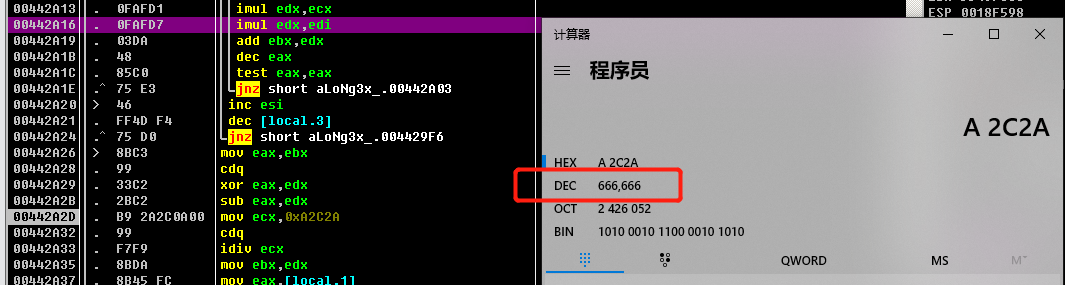 00442A13 . 0FAFD1 imul edx,ecx
00442A16 . 0FAFD7 imul edx,edi
00442A19 . 03DA add ebx,edx
00442A1B . 48 dec eax
00442A1C . 85C0 test eax,eax
00442A1E .^ 75 E3 jnz short aLoNg3x_.00442A03
00442A20 > 46 inc esi
00442A21 . FF4D F4 dec [local.3]
00442A24 .^ 75 D0 jnz short aLoNg3x_.004429F6
00442A26 > 8BC3 mov eax,ebx
00442A28 . 99 cdq
00442A29 . 33C2 xor eax,edx
00442A2B . 2BC2 sub eax,edx
00442A2D . B9 2A2C0A00 mov ecx,0xA2C2A
00442A32 . 99 cdq
00442A33 . F7F9 idiv ecx
00442A35 . 8BDA mov ebx,edx
00442A37 . 8B45 FC mov eax,[local.1]
ESP 0018F598
计算器
程序员
A 2C2A
HEX A 2C2A
DEC 666,666
OCT 2 426 052
BIN 1010 0010 1100 0010 1010
QWORD MS M